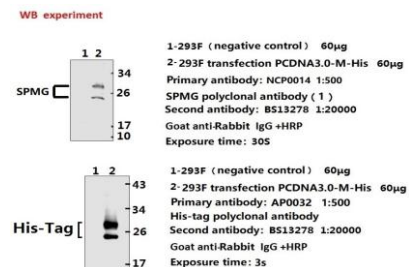 WB experiment
1 2
34
26
17
10
SPMG
1-293F (negative control) 60μg
2-293F transfection PCDNA3.0-M-His 60μg
Primary antibody: NCP0014 1:500
SPMG polyclonal antibody (1)
Second antibody: BS13278 1:20000
Goat anti-Rabbit IgG +HRP
Exposure time: 30S
1 2
43
34
26
17
His-Tag
1-293F (negative control) 60μg
2-293F transfection PCDNA3.0-M-His 60μg
Primary antibody: AP0032 1:500
His-tag polyclonal antibody
Second antibody: BS13278 1:20000
Goat anti-Rabbit IgG +HRP
Exposure time: 3s